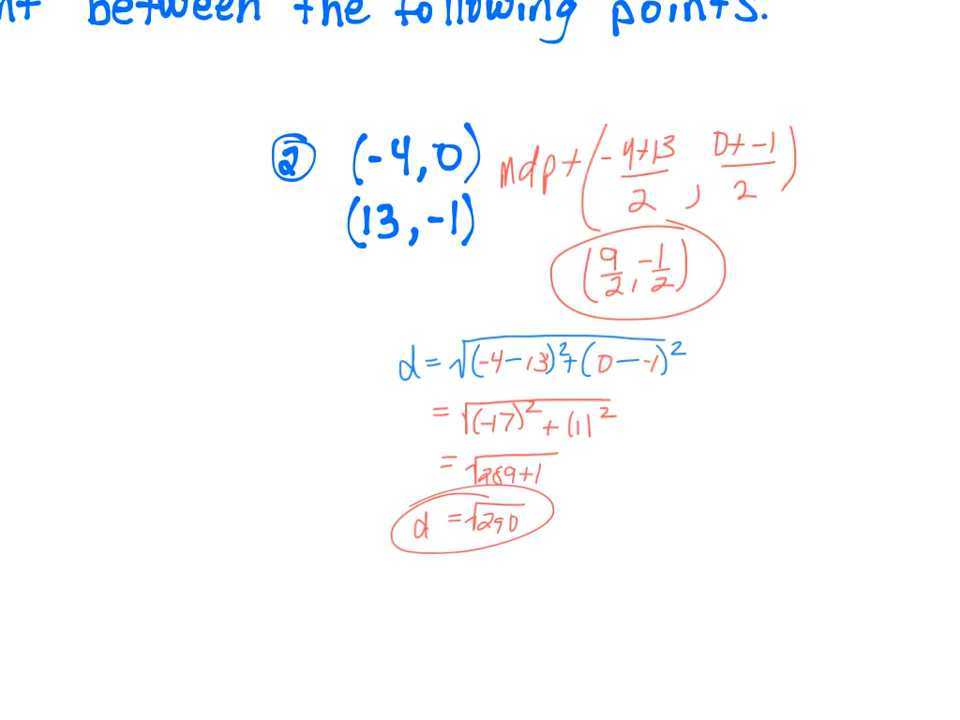 nt between the following points.
② (-4, 0) mdpt (-4+13/2, 0+-1/2)
(13, -1)
(9/2, -1/2)
d = √(-4-13)²+(0--1)²
= √(-17)²+(1)²
= √289+1
d = √290